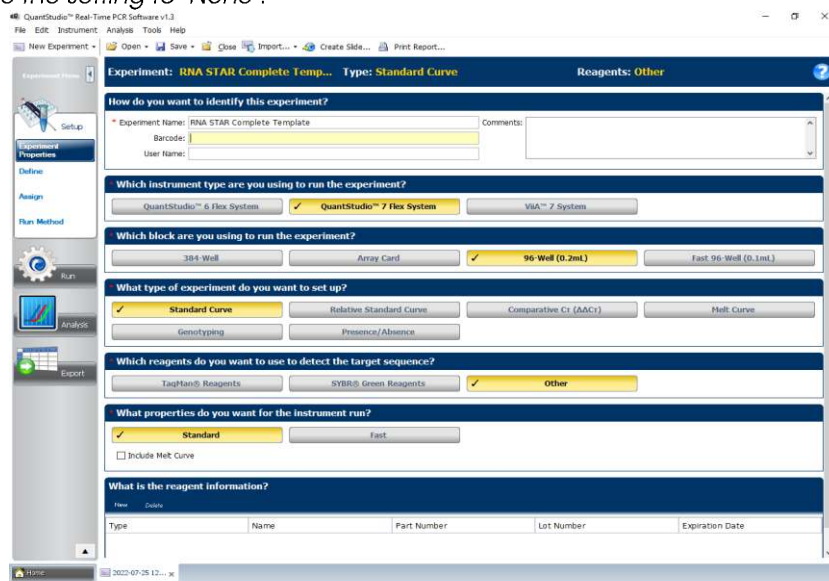 the setting to "None".
QuantStudio™ Real-Time PCR Software v1.3
File Edit Instrument Analysis Tools Help
New Experiment Open Save Close Import... Create Slide... Print Report...
Experiment Menu
Experiment: RNA STAR Complete Temp... Type: Standard Curve Reagents: Other
How do you want to identify this experiment?
* Experiment Name: RNA STAR Complete Template Comments:
Barcode:
User Name:
Setup
Experiment Properties
Define
Assign
Run Method
Run
Analysis
Export
* Which instrument type are you using to run the experiment?
QuantStudio™ 6 Flex System ✓ QuantStudio™ 7 Flex System ViiA™ 7 System
* Which block are you using to run the experiment?
384-Well Array Card ✓ 96-Well (0.2mL) Fast 96-Well (0.1mL)
* What type of experiment do you want to set up?
✓ Standard Curve Relative Standard Curve Comparative Cт (ΔΔCт) Melt Curve
Genotyping Presence/Absence
* Which reagents do you want to use to detect the target sequence?
TaqMan® Reagents SYBR® Green Reagents ✓ Other
* What properties do you want for the instrument run?
✓ Standard Fast
Include Melt Curve
What is the reagent information?
New Delete
Type Name Part Number Lot Number Expiration Date
Home 2022-07-25 12... x